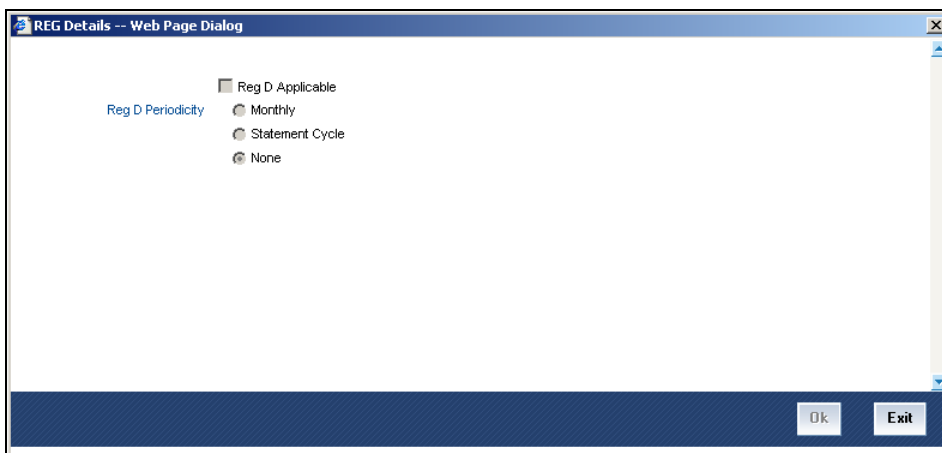 REG Details -- Web Page Dialog
Reg D Applicable
Reg D Periodicity Monthly
Statement Cycle
None
Ok Exit